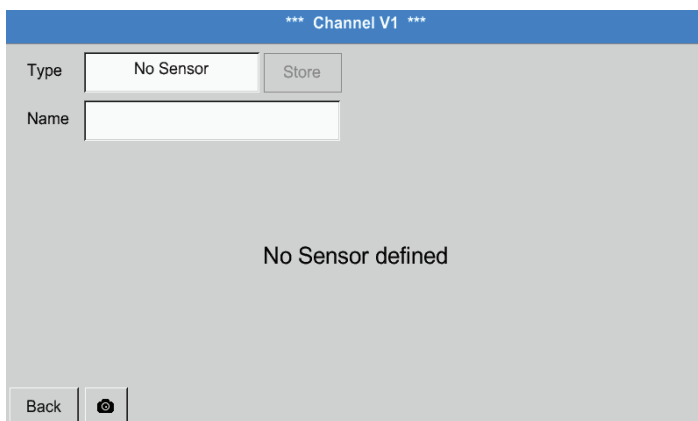 *** Channel V1 ***
Type No Sensor Store
Name
No Sensor defined
Back